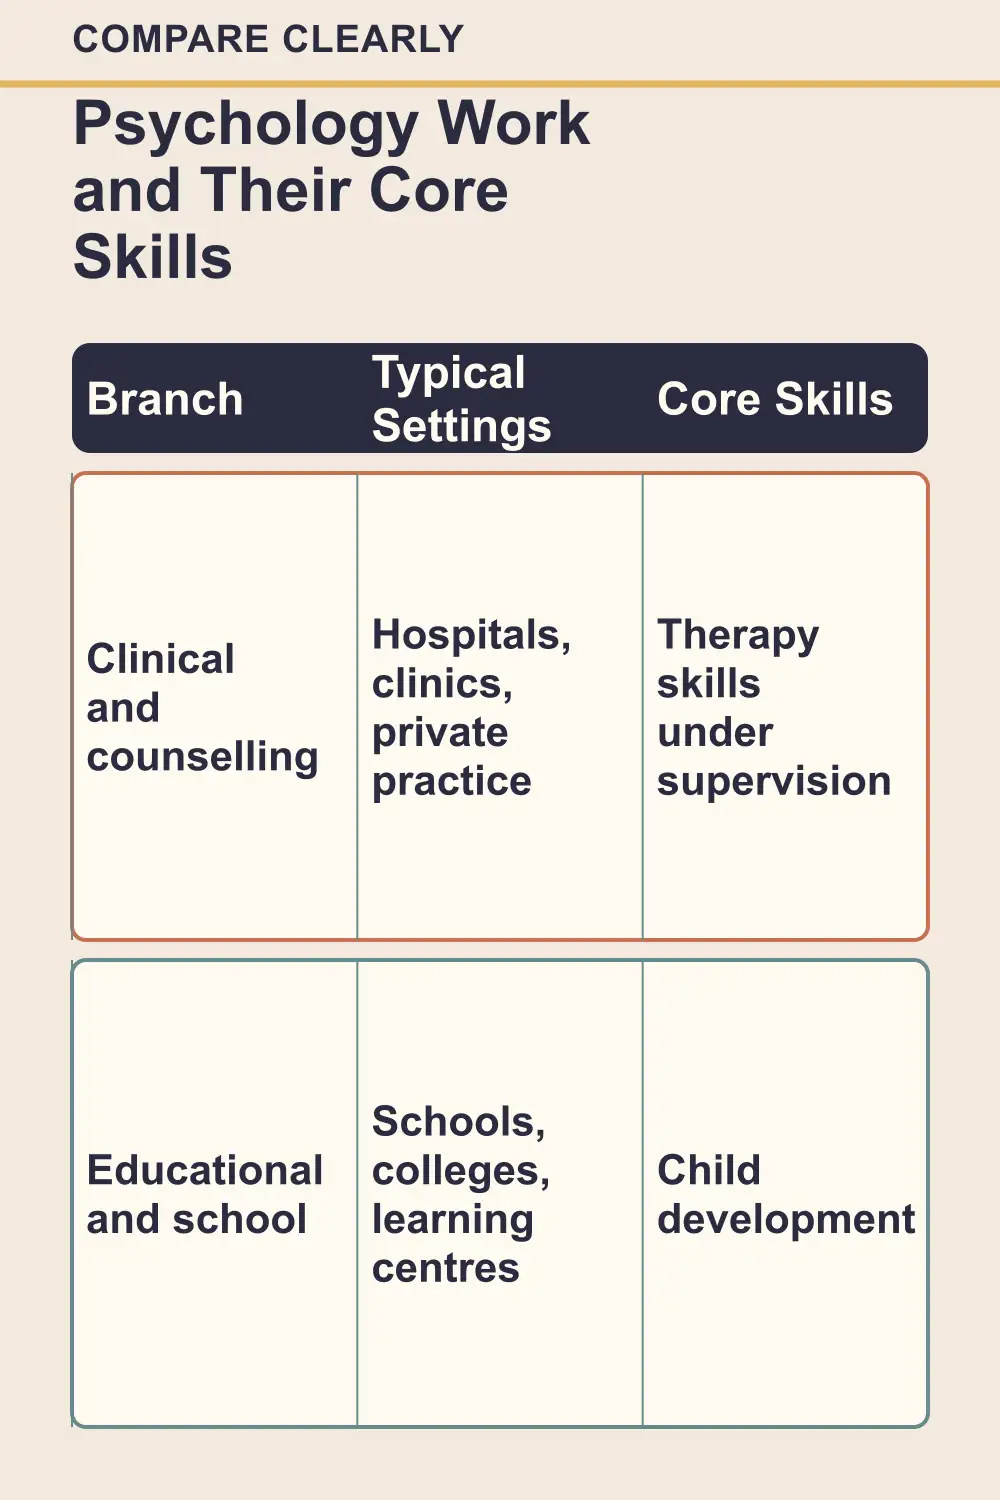 COMPARE CLEARLY
Psychology Work
and Their Core
Skills
Branch
Typical
Settings
Core Skills
Clinical
and
counselling
Hospitals,
clinics,
private
practice
Therapy
skills
under
supervision
Educational
and school
Schools,
colleges,
learning
centres
Child
development